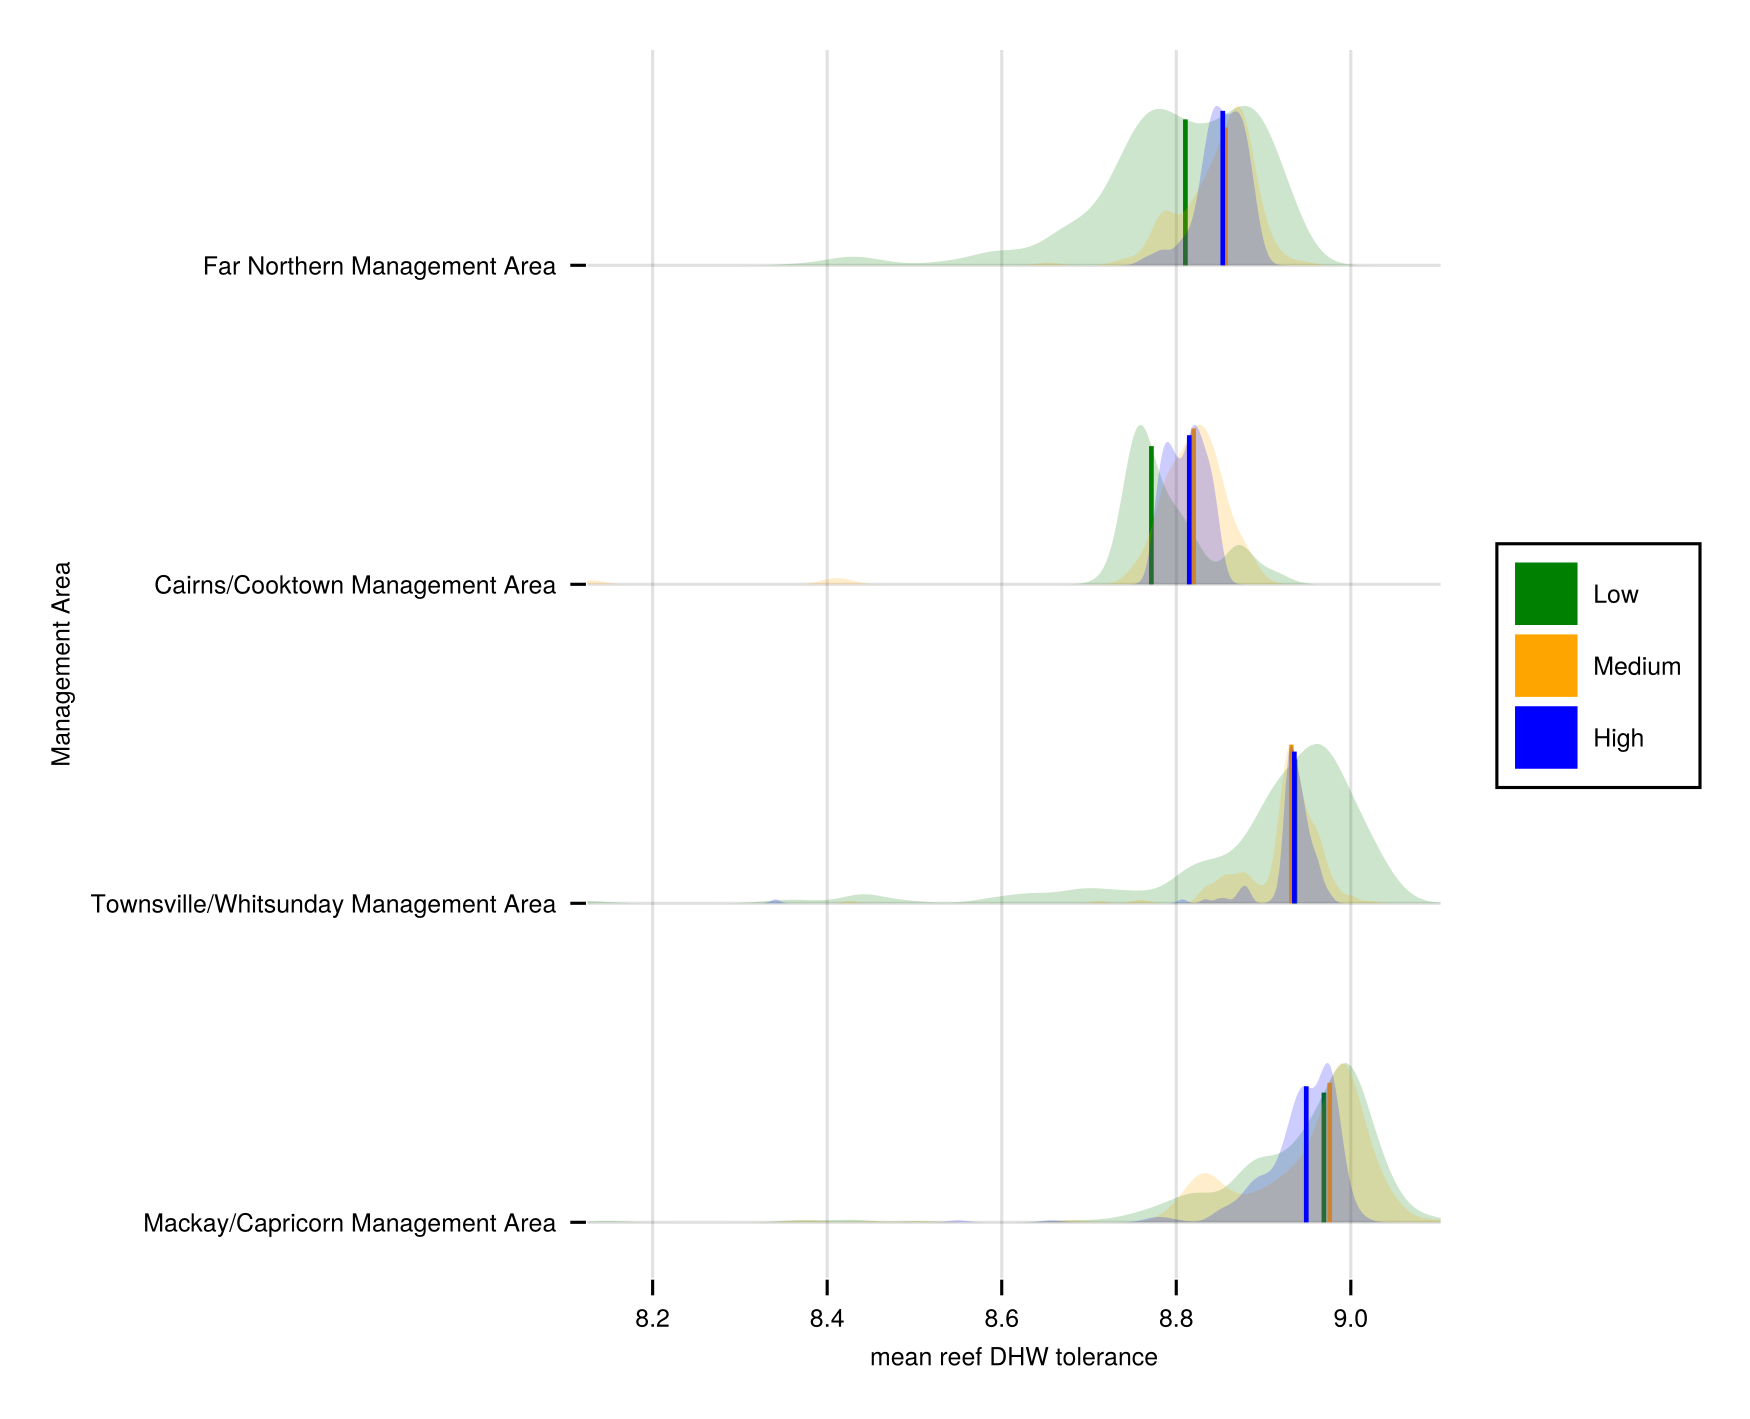 Far Northern Management Area
Cairns/Cooktown Management Area
Townsville/Whitsunday Management Area
Mackay/Capricorn Management Area
Management Area
8.2
8.4
8.6
8.8
9.0
mean reef DHW tolerance
Low
Medium
High